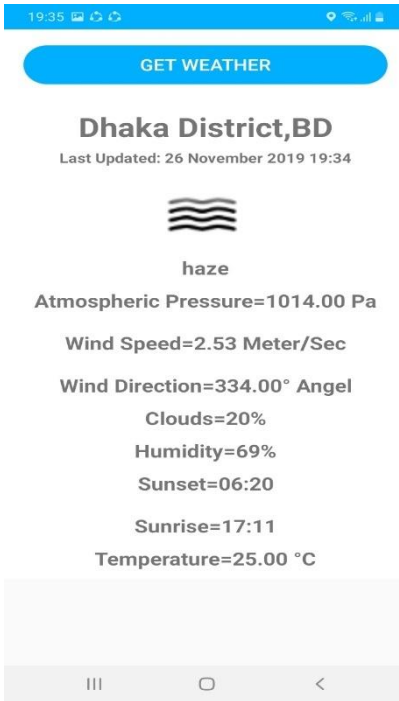 19:35
GET WEATHER
Dhaka District,BD
Last Updated: 26 November 2019 19:34
haze
Atmospheric Pressure=1014.00 Pa
Wind Speed=2.53 Meter/Sec
Wind Direction=334.00° Angel
Clouds=20%
Humidity=69%
Sunset=06:20
Sunrise=17:11
Temperature=25.00 °C